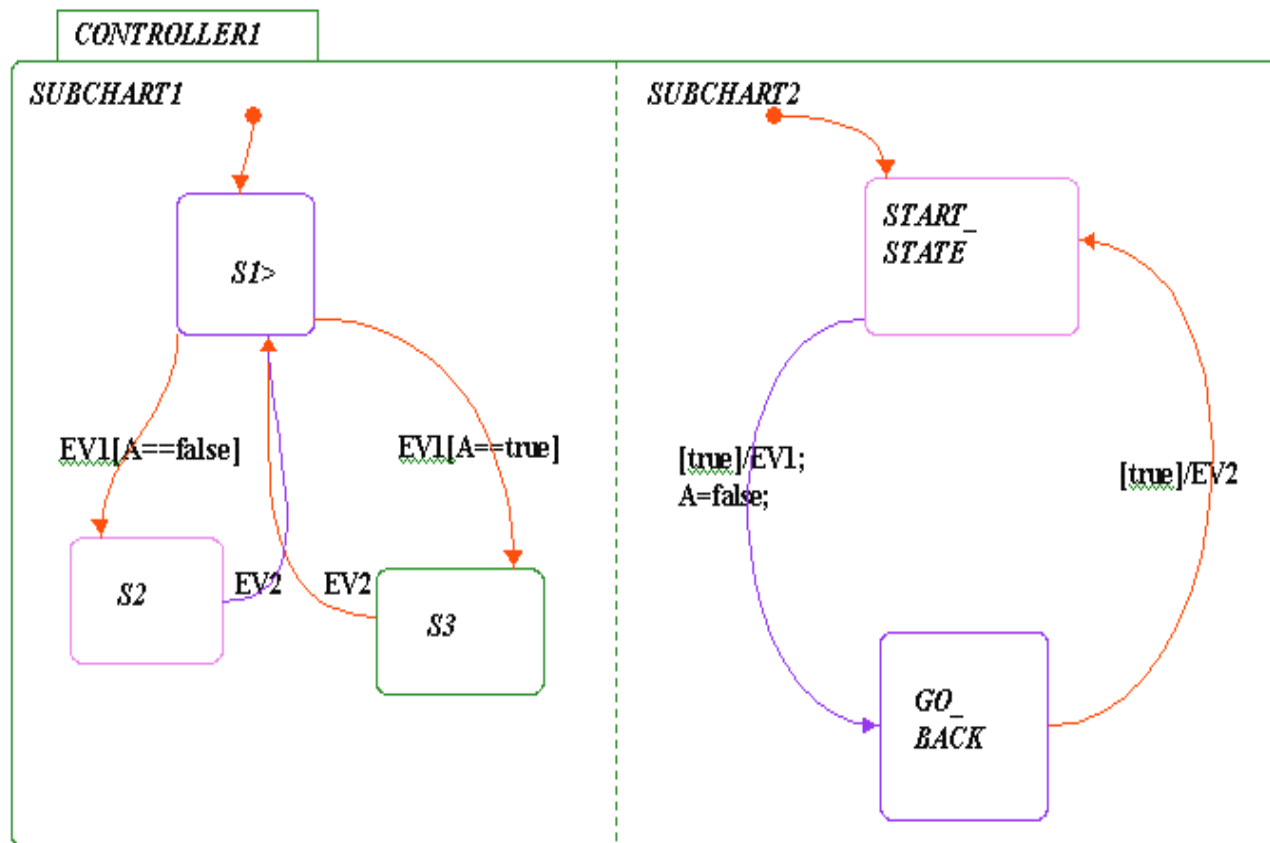 CONTROLLER1
SUBCHART1
SUBCHART2
START_
STATE
S1>
EV1[A==false]
EV1[A==true]
[true]/EV1;
A=false;
[true]/EV2
EV2
EV2
S2
S3
GO_
BACK